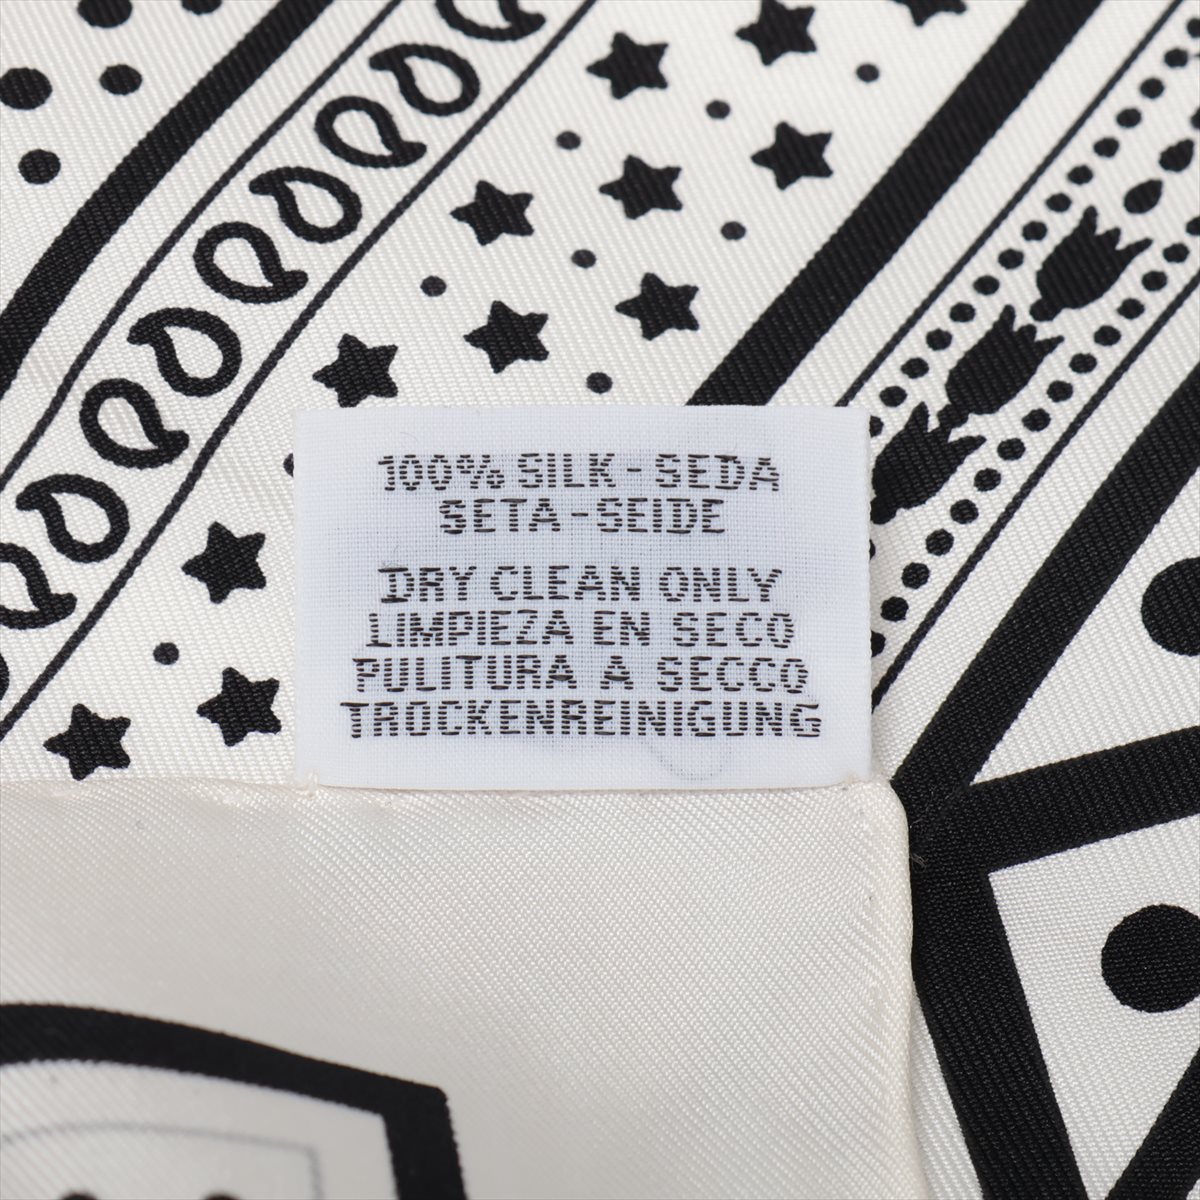 100% SILK - SEDA
SETA - SEIDE
DRY CLEAN ONLY
LIMPIEZA EN SECO
PULITURA A SECCO
TROCKENREINIGUNG